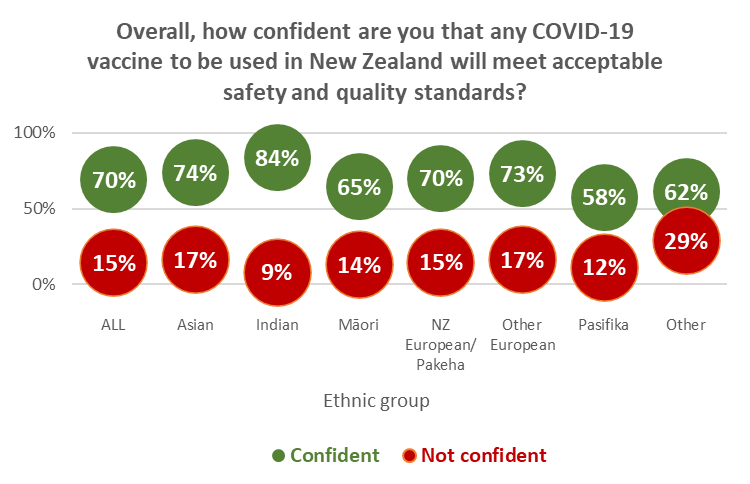 Overall, how confident are you that any COVID-19
vaccine to be used in New Zealand will meet acceptable
safety and quality standards?
100%
50%
0%
70% 74% 84% 65% 70% 73% 58% 62%
15% 17% 9% 14% 15% 17% 12% 29%
ALL Asian Indian Māori NZ Other Pasifika Other
European/ European
Pakeha
Ethnic group
Confident Not confident